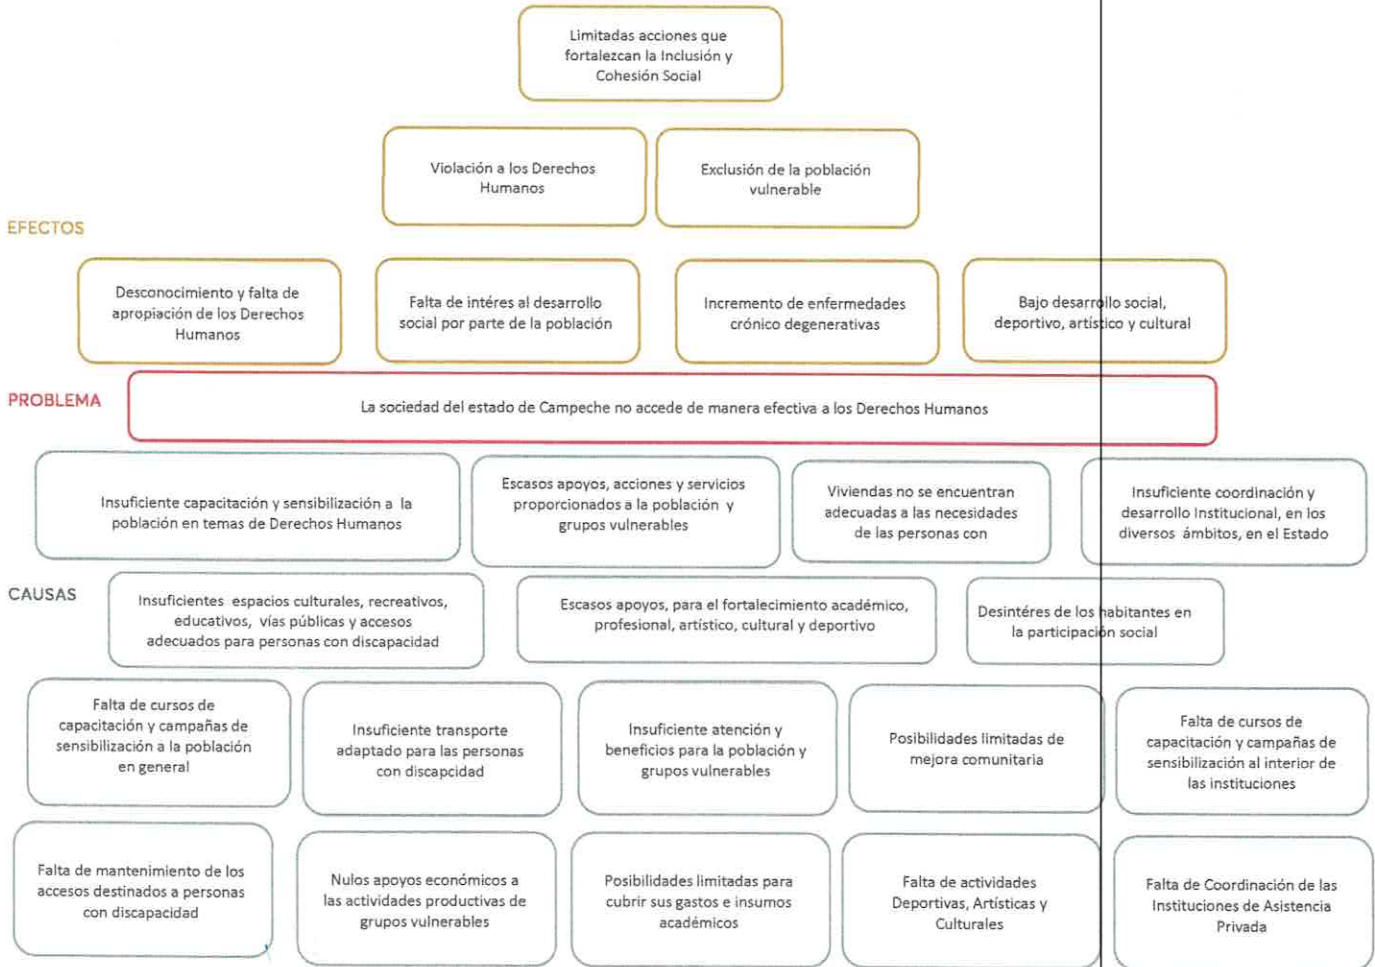 Limitadas acciones que
fortalezcan la Inclusión y
Cohesión Social
Violación a los Derechos
Humanos
Exclusión de la población
vulnerable
EFECTOS
Desconocimiento y falta de
apropiación de los Derechos
Humanos
Falta de intéres al desarrollo
social por parte de la población
Incremento de enfermedades
crónico degenerativas
Bajo desarrollo social,
deportivo, artístico y cultural
PROBLEMA
La sociedad del estado de Campeche no accede de manera efectiva a los Derechos Humanos
Insuficiente capacitación y sensibilización a la
población en temas de Derechos Humanos
Escasos apoyos, acciones y servicios
proporcionados a la población y
grupos vulnerables
Viviendas no se encuentran
adecuadas a las necesidades
de las personas con
Insuficiente coordinación y
desarrollo Institucional, en los
diversos ámbitos, en el Estado
CAUSAS
Insuficientes espacios culturales, recreativos,
educativos, vías públicas y accesos
adecuados para personas con discapacidad
Escasos apoyos, para el fortalecimiento académico,
profesional, artístico, cultural y deportivo
Desintéres de los habitantes en
la participación social
Falta de cursos de
capacitación y campañas de
sensibilización a la población
en general
Insuficiente transporte
adaptado para las personas
con discapcidad
Insuficiente atención y
beneficios para la población y
grupos vulnerables
Posibilidades limitadas de
mejora comunitaria
Falta de cursos de
capacitación y campañas de
sensibilización al interior de
las instituciones
Falta de mantenimiento de los
accesos destinados a personas
con discapacidad
Nulos apoyos económicos a
las actividades productivas de
grupos vulnerables
Posibilidades limitadas para
cubrir sus gastos e insumos
académicos
Falta de actividades
Deportivas, Artísticas y
Culturales
Falta de Coordinación de las
Instituciones de Asistencia
Privada